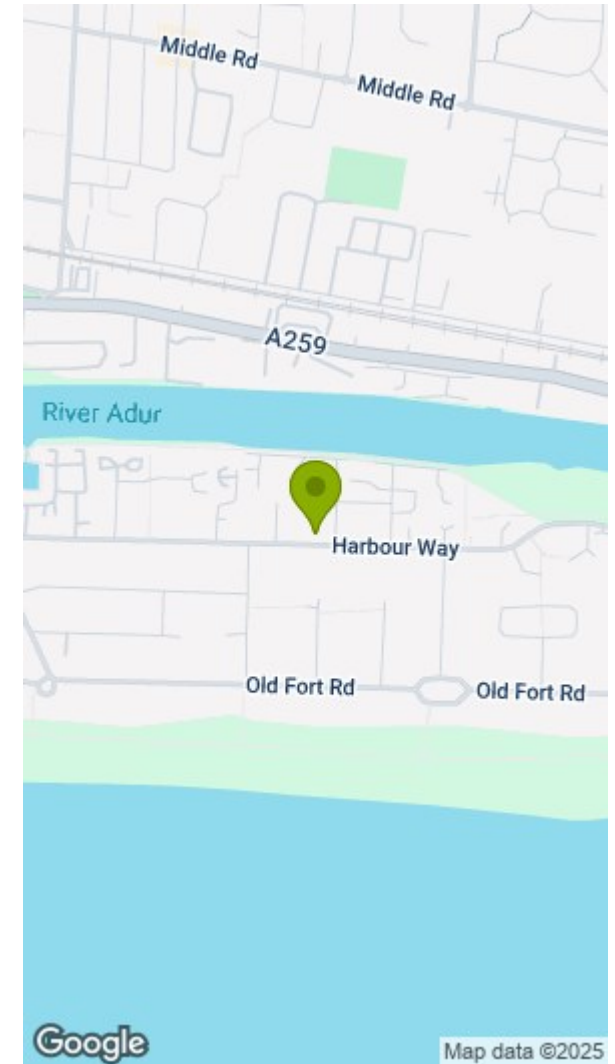 Middle Rd
Middle Rd
A259
River Adur
Harbour Way
Old Fort Rd
Old Fort Rd
Google
Map data ©2025